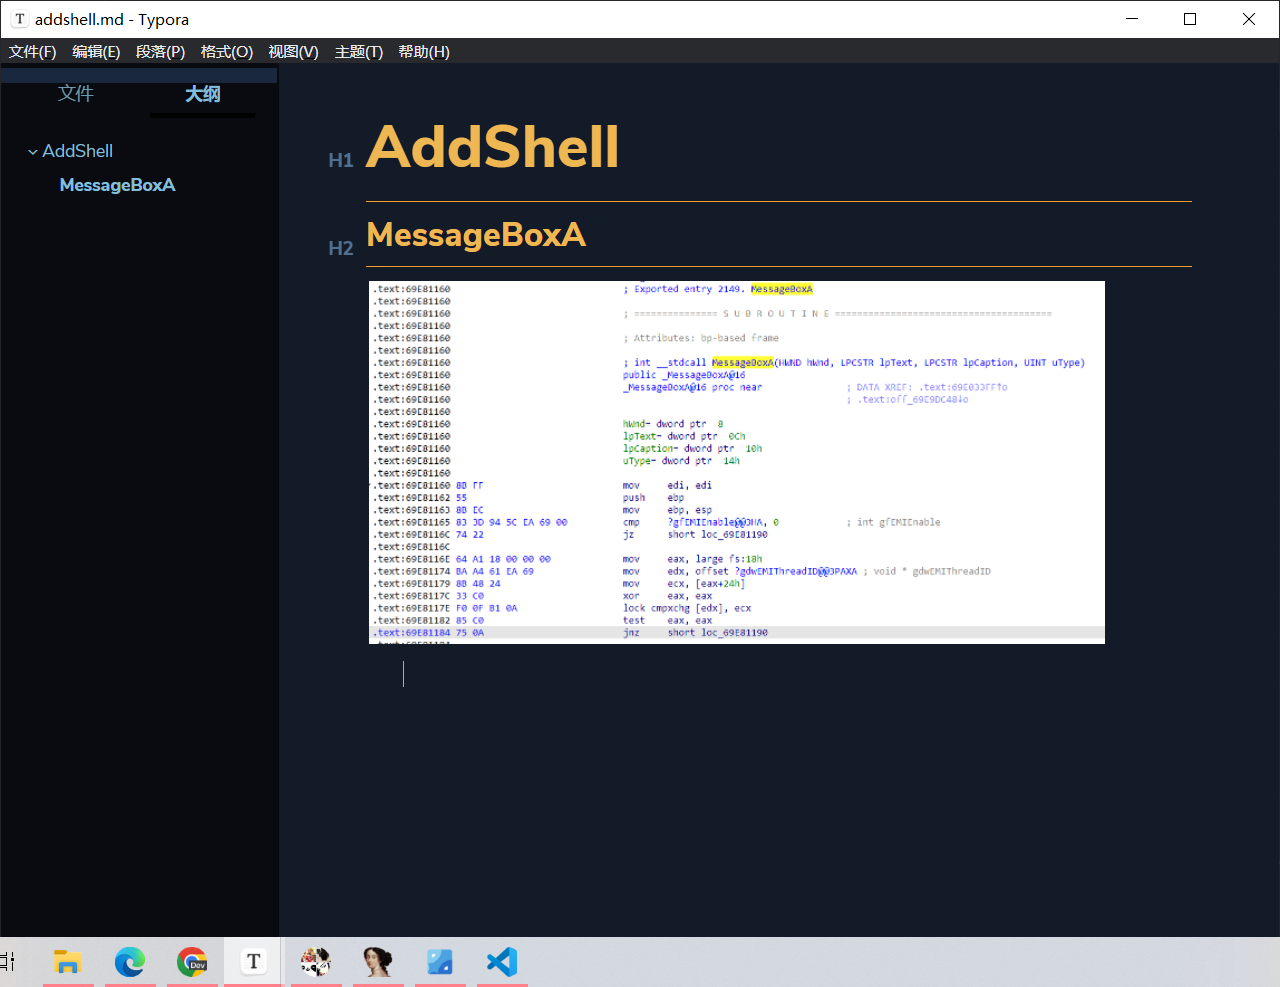 T addshell.md - Typora
文件(F) 编辑(E) 段落(P) 格式(O) 视图(V) 主题(T) 帮助(H)
文件 大纲
AddShell
MessageBoxA
H1 AddShell
H2 MessageBoxA
.text:69E81160 ; Exported entry 2149. MessageBoxA
.text:69E81160
.text:69E81160 ; =============== S U B R O U T I N E =======================================
.text:69E81160
.text:69E81160 ; Attributes: bp-based frame
.text:69E81160
.text:69E81160 ; int __stdcall MessageBoxA(HWND hWnd, LPCSTR lpText, LPCSTR lpCaption, UINT uType)
.text:69E81160 public _MessageBoxA@16
.text:69E81160 _MessageBoxA@16 proc near ; DATA XREF: .text:69E033FF↑o
.text:69E81160 ; .text:off_69E9DC48↓o
.text:69E81160
.text:69E81160 hWnd= dword ptr 8
.text:69E81160 lpText= dword ptr 0Ch
.text:69E81160 lpCaption= dword ptr 10h
.text:69E81160 uType= dword ptr 14h
.text:69E81160
.text:69E81160 8B FF mov edi, edi
.text:69E81162 55 push ebp
.text:69E81163 8B EC mov ebp, esp
.text:69E81165 83 3D 94 5C EA 69 00 cmp ?gfEMIEnable@@3HA, 0 ; int gfEMIEnable
.text:69E8116C 74 22 jz short loc_69E81190
.text:69E8116C
.text:69E8116E 64 A1 18 00 00 00 mov eax, large fs:18h
.text:69E81174 BA A4 61 EA 69 mov edx, offset ?gdwEMIThreadID@@3PAXA ; void * gdwEMIThreadID
.text:69E81179 8B 48 24 mov ecx, [eax+24h]
.text:69E8117C 33 C0 xor eax, eax
.text:69E8117E F0 0F B1 0A lock cmpxchg [edx], ecx
.text:69E81182 85 C0 test eax, eax
.text:69E81184 75 0A jnz short loc_69E81190
Dev T